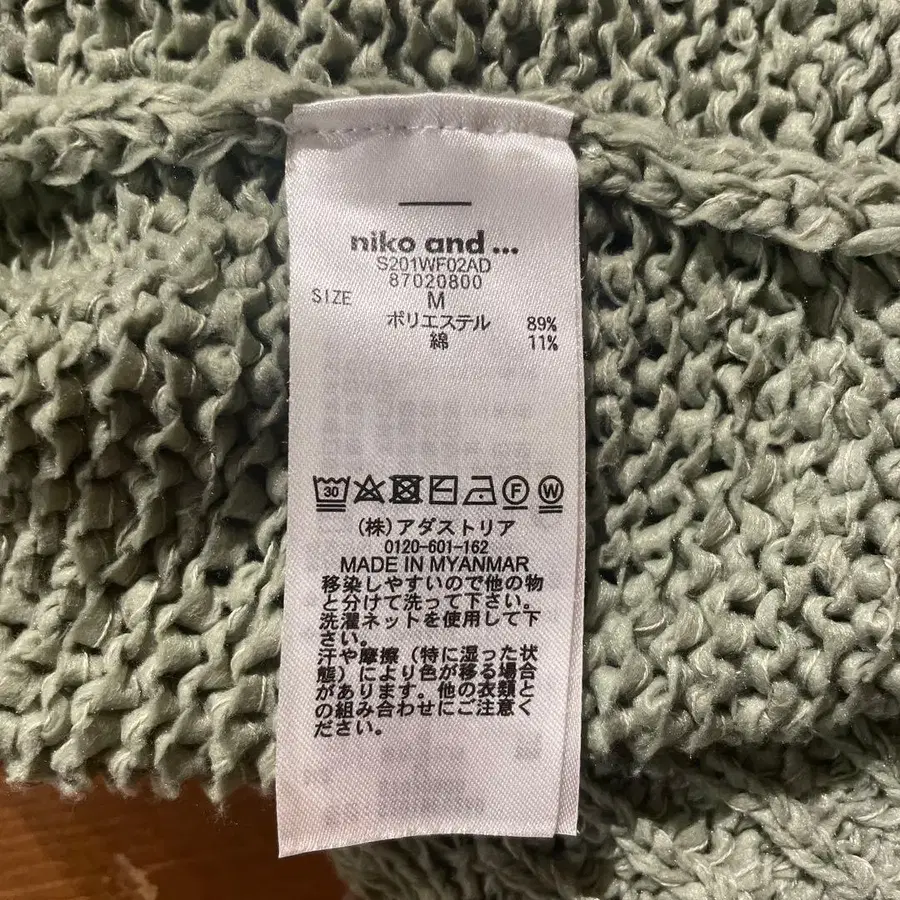 niko and ...
S201WF02AD
87020800
SIZE M
ポリエステル 89%
綿 11%
30 F W
(株)アダストリア
0120-601-162
MADE IN MYANMAR
移染しやすいので他の物
と分けて洗って下さい。
洗濯ネットを使用して下
さい。
汗や摩擦(特に湿った状
態)により色が移る場合
があります。他の衣類と
の組み合わせにご注意く
ださい。